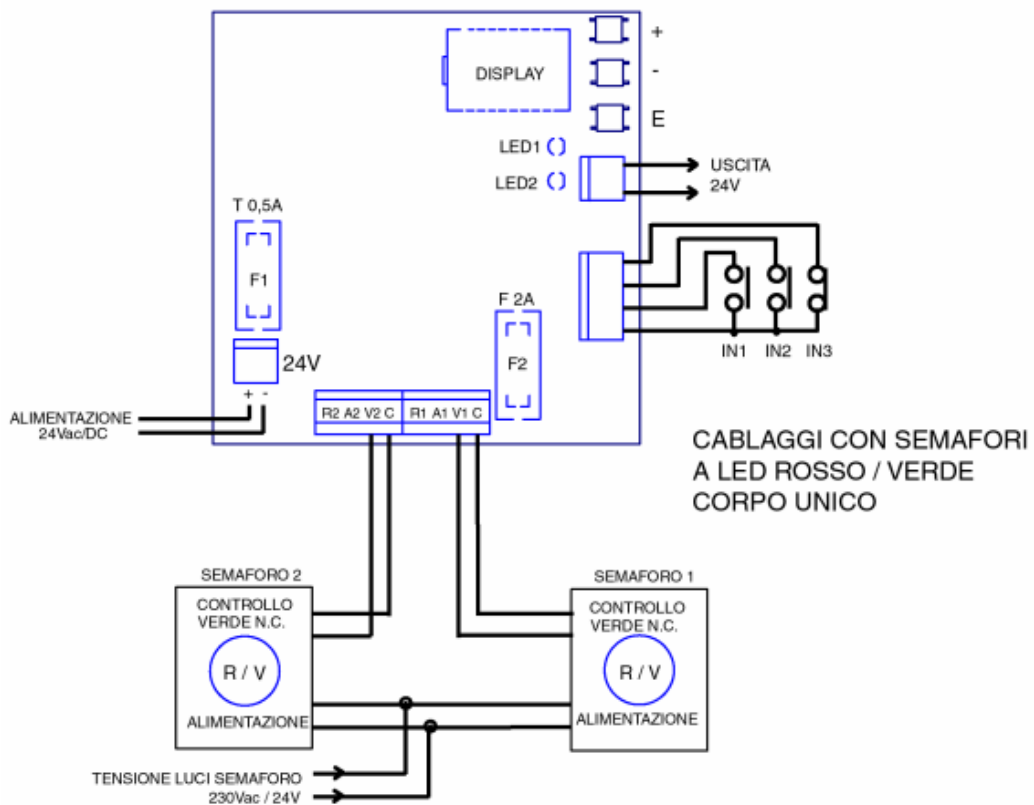 +
DISPLAY
-
E
LED1
LED2
USCITA
24V
T 0,5A
F1
F 2A
F2
24V
+ -
IN1 IN2 IN3
ALIMENTAZIONE
24Vac/DC
R2 A2 V2 C R1 A1 V1 C
CABLAGGI CON SEMAFORI
A LED ROSSO / VERDE
CORPO UNICO
SEMAFORO 2
CONTROLLO
VERDE N.C.
R / V
ALIMENTAZIONE
SEMAFORO 1
CONTROLLO
VERDE N.C.
R / V
ALIMENTAZIONE
TENSIONE LUCI SEMAFORO
230Vac / 24V